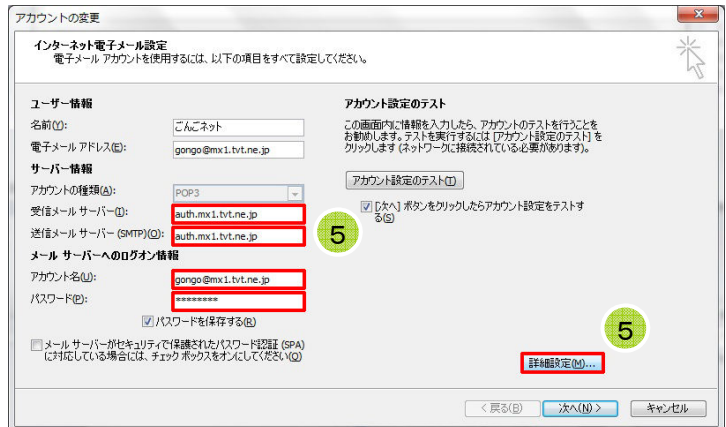 アカウントの変更
インターネット電子メール設定
電子メール アカウントを使用するには、以下の項目をすべて設定してください。
ユーザー情報
名前(Y):
ごんごネット
電子メール アドレス(E):
gongo@mx1.tvt.ne.jp
サーバー情報
アカウントの種類(A):
POP3
受信メール サーバー(I):
auth.mx1.tvt.ne.jp
送信メール サーバー (SMTP)(O):
auth.mx1.tvt.ne.jp
5
メール サーバーへのログオン情報
アカウント名(U):
gongo@mx1.tvt.ne.jp
パスワード(P):
********
パスワードを保存する(R)
メール サーバーがセキュリティで保護されたパスワード認証 (SPA)
に対応している場合には、チェック ボックスをオンにしてください(Q)
アカウント設定のテスト
この画面内に情報を入力したら、アカウントのテストを行うことを
お勧めします。テストを実行するには [アカウント設定のテスト] を
クリックします (ネットワークに接続されている必要があります)。
アカウント設定のテスト(T)
[次へ] ボタンをクリックしたらアカウント設定をテストす
る(S)
5
詳細設定(M)...
< 戻る(B)
次へ(N) >
キャンセル